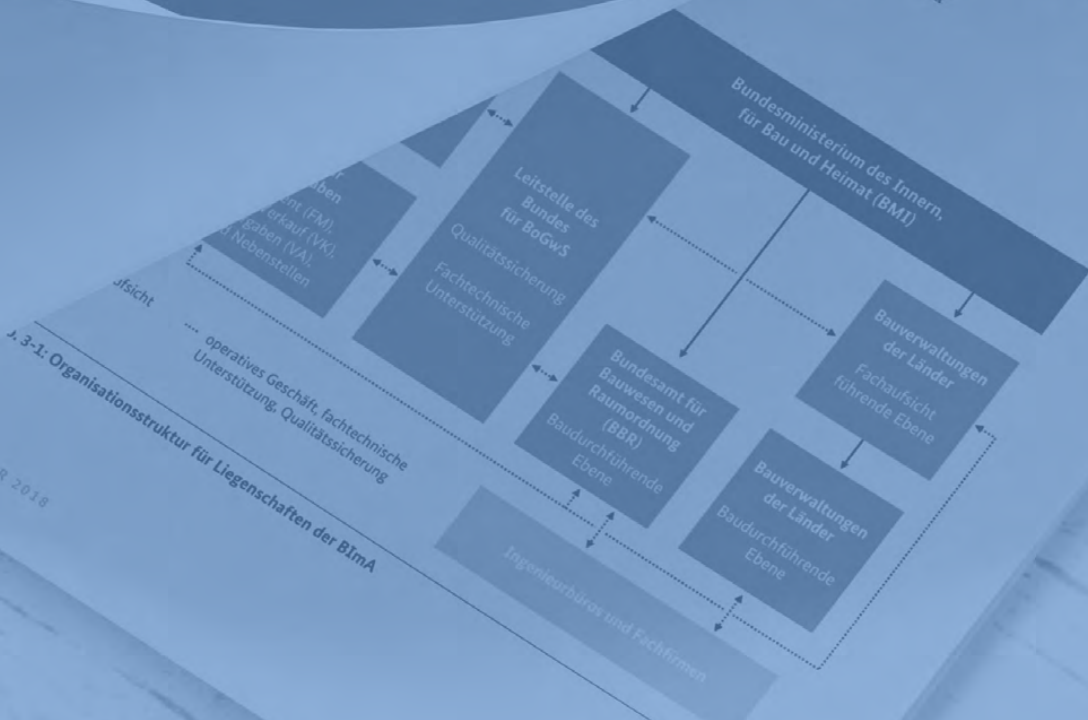 Bundesministerium des Innern,
für Bau und Heimat (BMI)
Leitstelle des
Bundes
für BoGwS
Qualitätssicherung
Fachtechnische
Unterstützung
ent (FM),
erkauf (VK),
gaben (VA),
Nebenstellen
Bundesamt für
Bauwesen und
Raumordnung
(BBR)
Baudurchführende
Ebene
Bauverwaltungen
der Länder
Fachaufsicht
führende Ebene
Bauverwaltungen
der Länder
Baudurchführende
Ebene
Ingenieurbüros und Fachfirmen
ufsicht
operatives Geschäft, fachtechnische
Unterstützung, Qualitätssicherung
3-1: Organisationsstruktur für Liegenschaften der BImA
R 2018